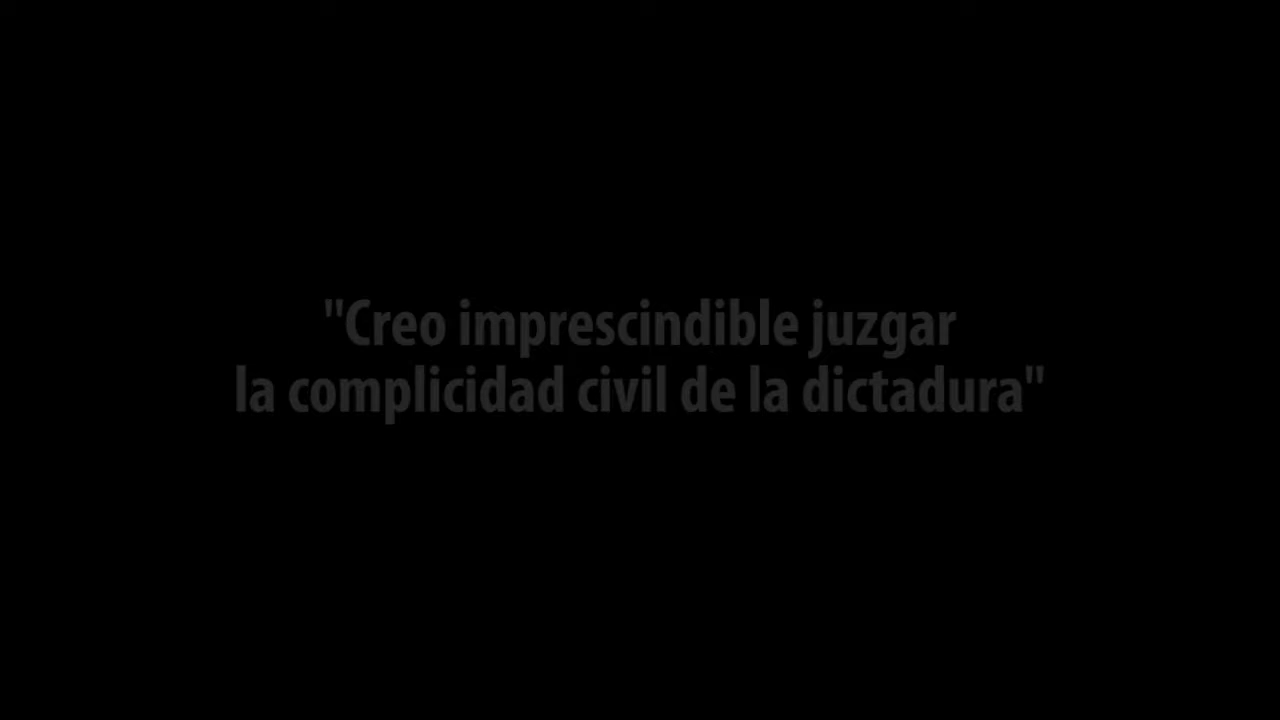 "Creo imprescindible juzgar
la complicidad civil de la dictadura"